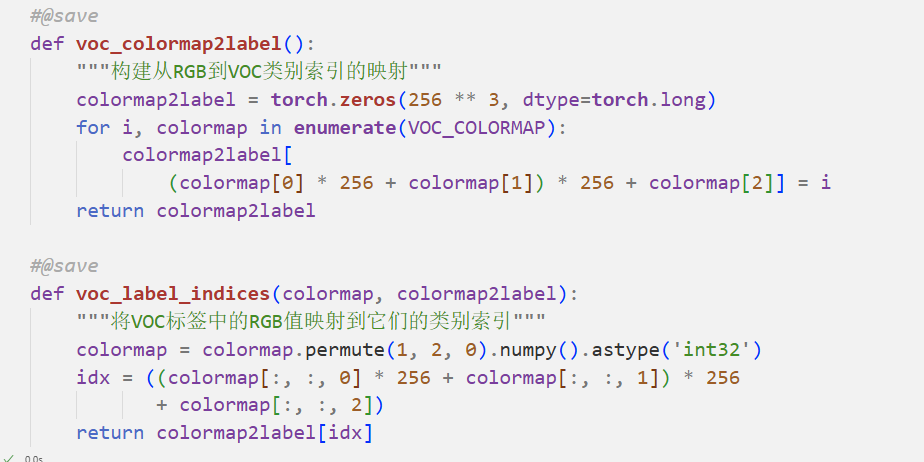 #@save
def voc_colormap2label():
    """构建从RGB到VOC类别索引的映射"""
    colormap2label = torch.zeros(256 ** 3, dtype=torch.long)
    for i, colormap in enumerate(VOC_COLORMAP):
        colormap2label[
            (colormap[0] * 256 + colormap[1]) * 256 + colormap[2]] = i
    return colormap2label

#@save
def voc_label_indices(colormap, colormap2label):
    """将VOC标签中的RGB值映射到它们的类别索引"""
    colormap = colormap.permute(1, 2, 0).numpy().astype('int32')
    idx = ((colormap[:, :, 0] * 256 + colormap[:, :, 1]) * 256
           + colormap[:, :, 2])
    return colormap2label[idx]
0.0s